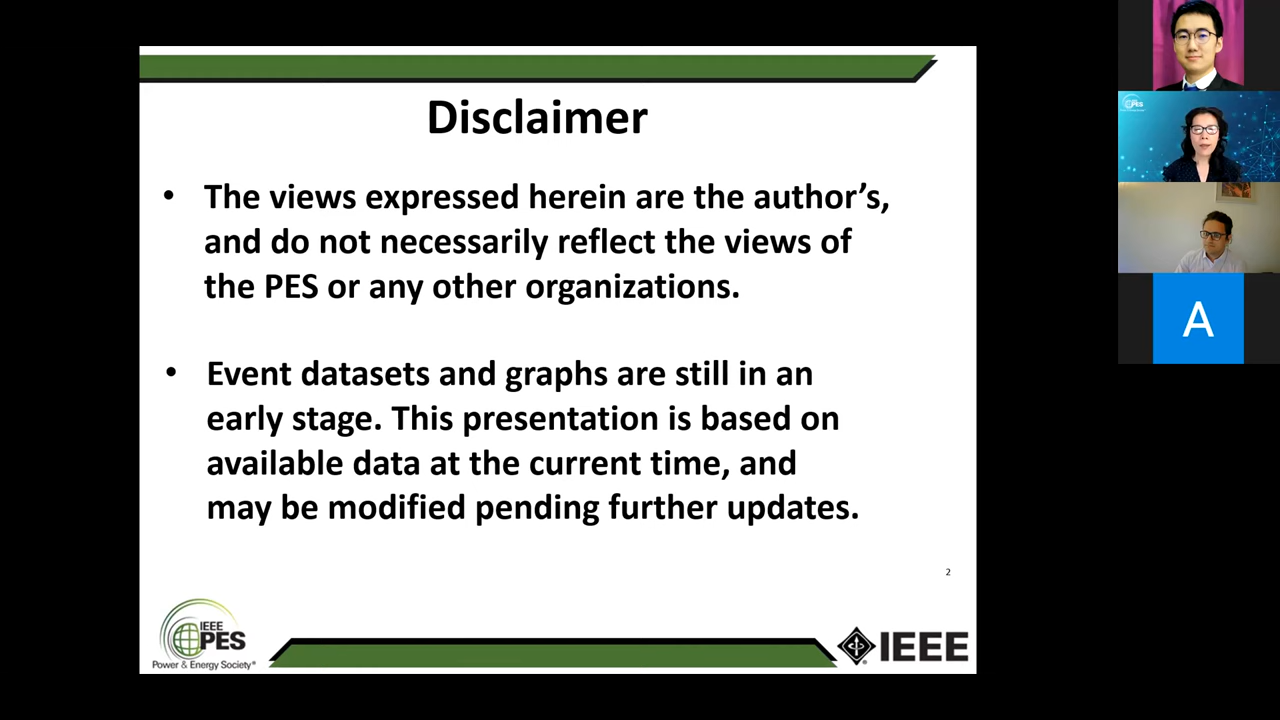 Disclaimer
• The views expressed herein are the author’s,
and do not necessarily reflect the views of
the PES or any other organizations.
• Event datasets and graphs are still in an
early stage. This presentation is based on
available data at the current time, and
may be modified pending further updates.
2
IEEE
PES
Power & Energy Society®
IEEE
PES
A